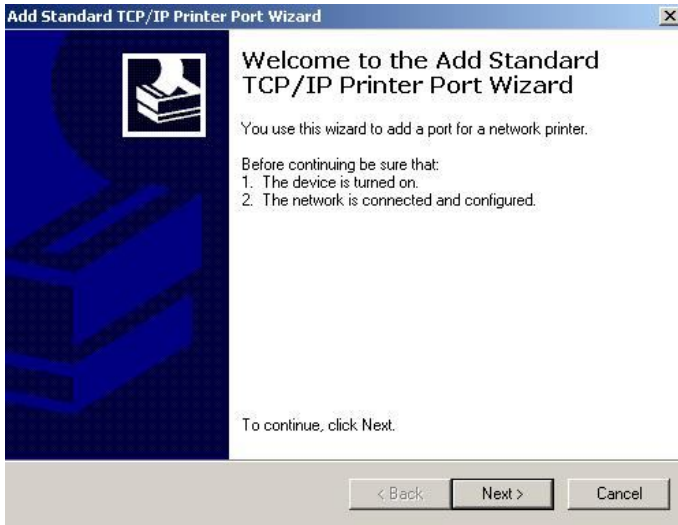 Add Standard TCP/IP Printer Port Wizard
Welcome to the Add Standard
TCP/IP Printer Port Wizard
You use this wizard to add a port for a network printer.
Before continuing be sure that:
1. The device is turned on.
2. The network is connected and configured.
To continue, click Next.
< Back
Next >
Cancel